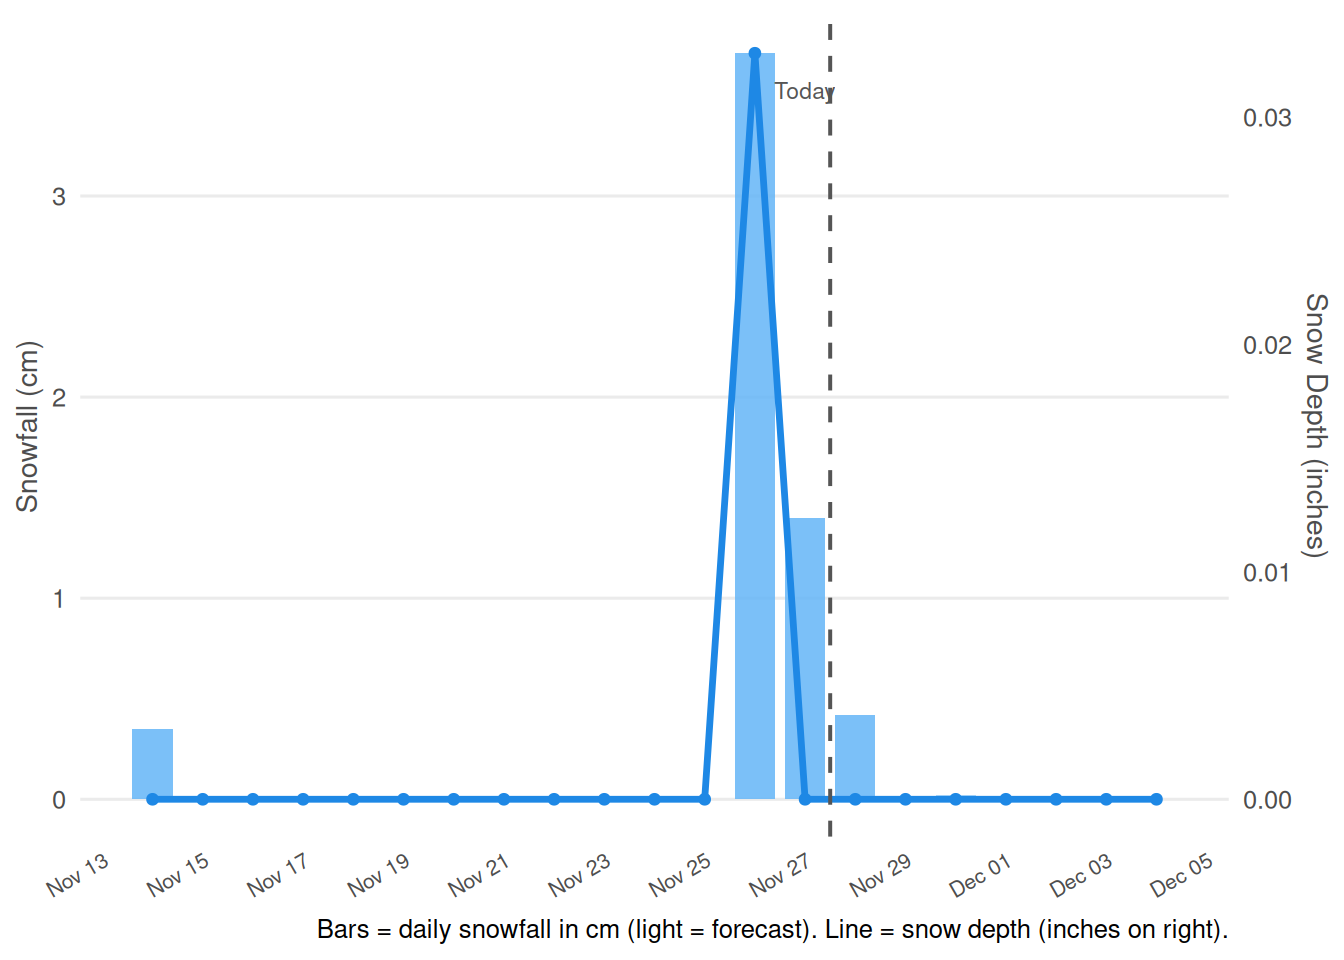 Today
Snowfall (cm)
3
2
1
0
0.03
0.02
0.01
0.00
Snow Depth (inches)
Nov 13
Nov 15
Nov 17
Nov 19
Nov 21
Nov 23
Nov 25
Nov 27
Nov 29
Dec 01
Dec 03
Dec 05
Bars = daily snowfall in cm (light = forecast). Line = snow depth (inches on right).